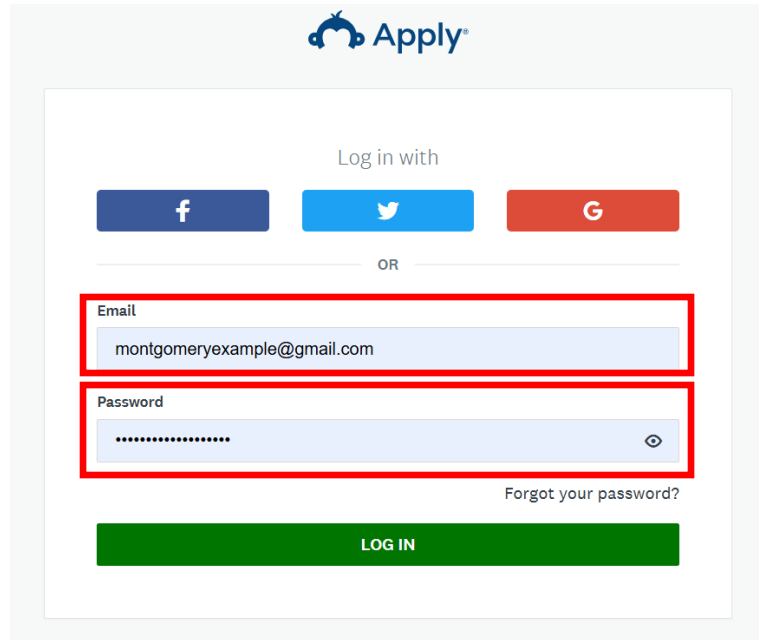 Apply®
Log in with
f G
OR
Email
montgomeryexample@gmail.com
Password
•••••••••••••••••••
Forgot your password?
LOG IN